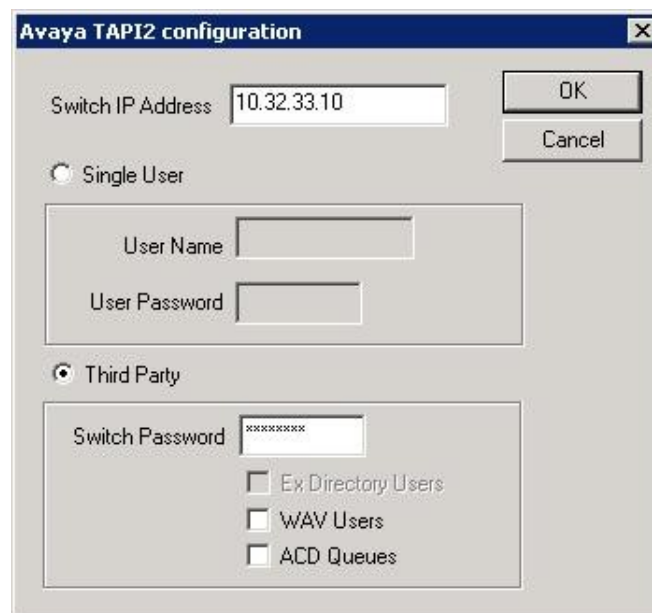 Avaya TAPI2 configuration
Switch IP Address 10.32.33.10
OK
Cancel
Single User
User Name
User Password
Third Party
Switch Password ********
Ex Directory Users
WAV Users
ACD Queues